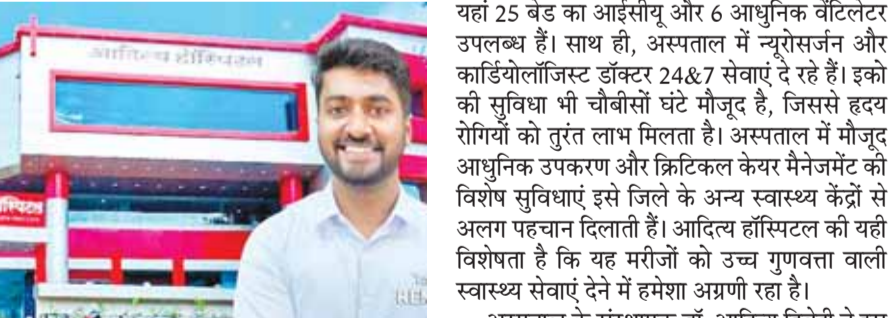 आदित्य हॉस्पिटल
स्पिटल
यहां 25 बेड का आईसीयू और 6 आधुनिक वेंटिलेटर
उपलब्ध हैं। साथ ही, अस्पताल में न्यूरोसर्जन और
कार्डियोलॉजिस्ट डॉक्टर 24&7 सेवाएं दे रहे हैं। इको
की सुविधा भी चौबीसों घंटे मौजूद है, जिससे हृदय
रोगियों को तुरंत लाभ मिलता है। अस्पताल में मौजूद
आधुनिक उपकरण और क्रिटिकल केयर मैनेजमेंट की
विशेष सुविधाएं इसे जिले के अन्य स्वास्थ्य केंद्रों से
अलग पहचान दिलाती हैं। आदित्य हॉस्पिटल की यही
विशेषता है कि यह मरीजों को उच्च गुणवत्ता वाली
स्वास्थ्य सेवाएं देने में हमेशा अग्रणी रहा है।